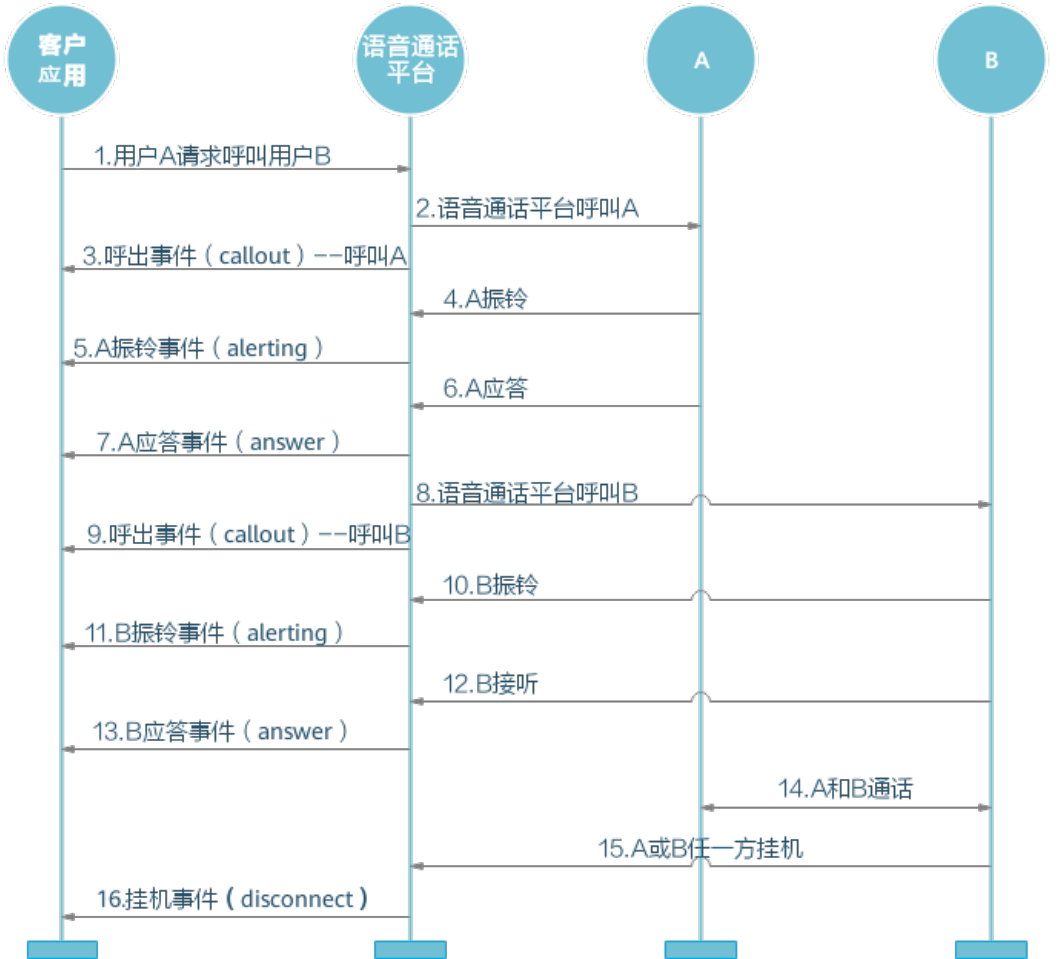 客户
应用
语音通话
平台
A
B
1.用户A请求呼叫用户B
2.语音通话平台呼叫A
3.呼出事件（callout）--呼叫A
4.A振铃
5.A振铃事件（alerting）
6.A应答
7.A应答事件（answer）
8.语音通话平台呼叫B
9.呼出事件（callout）--呼叫B
10.B振铃
11.B振铃事件（alerting）
12.B接听
13.B应答事件（answer）
14.A和B通话
15.A或B任一方挂机
16.挂机事件（disconnect）